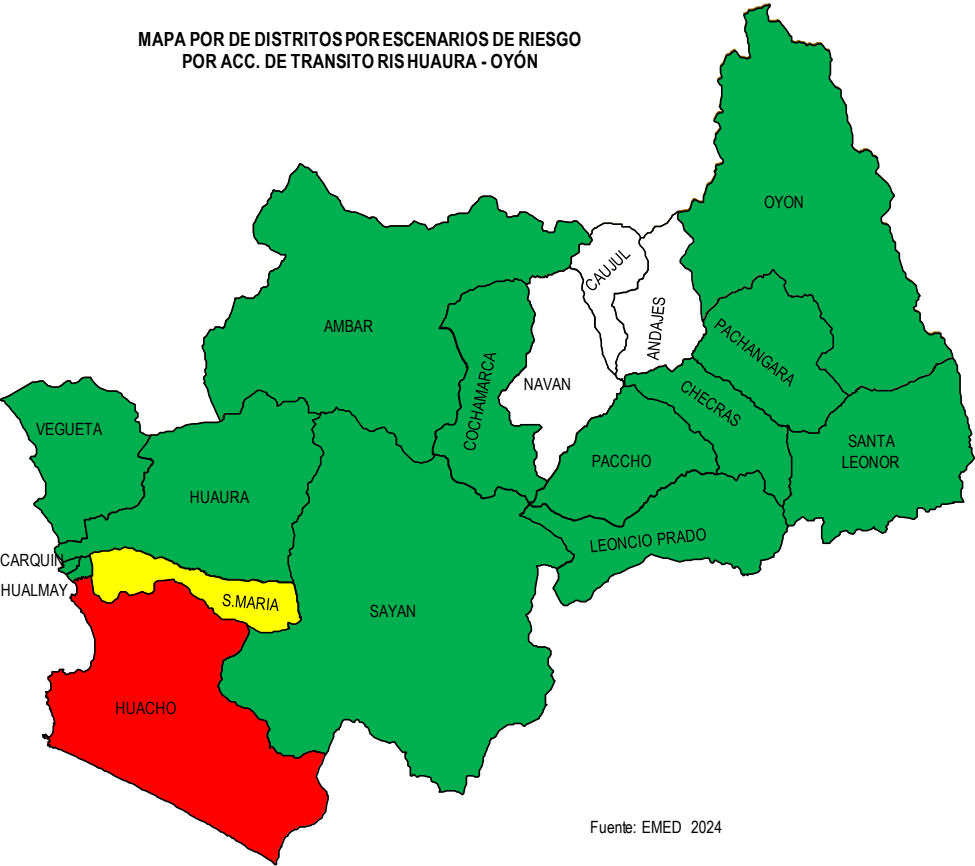 MAPA POR DE DISTRITOS POR ESCENARIOS DE RIESGO
POR ACC. DE TRANSITO RIS HUAURA - OYÓN
OYON
CAUJUL
ANDAJES
AMBAR
PACHANGARA
COCHAMARCA
NAVAN
CHECRAS
VEGUETA
SANTA
LEONOR
PACCHO
HUAURA
LEONCIO PRADO
CARQUIN
HUALMAY
S.MARIA
SAYAN
HUACHO
Fuente: EMED 2024